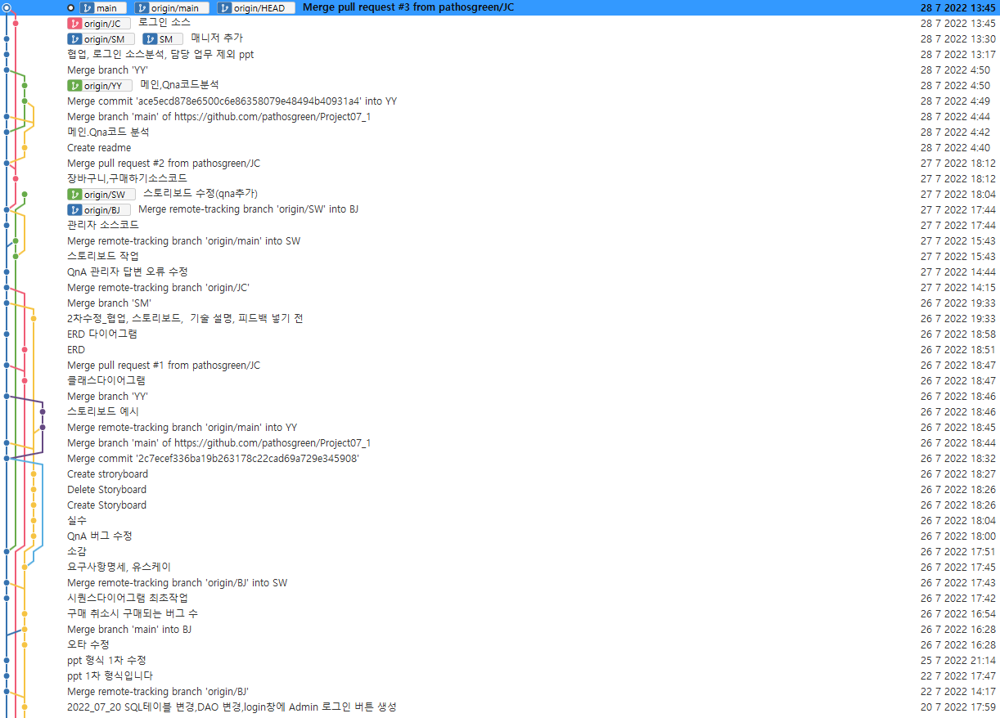 main origin/main origin/HEAD Merge pull request #3 from pathosgreen/JC 28 7 2022 13:45
origin/JC 로그인 소스 28 7 2022 13:45
origin/SM SM 매니저 추가 28 7 2022 13:30
협업, 로그인 소스분석, 담당 업무 제외 ppt 28 7 2022 13:17
Merge branch 'YY' 28 7 2022 4:50
origin/YY 메인,Qna코드분석 28 7 2022 4:50
Merge commit 'ace5ecd878e6500c6e86358079e48494b40931a4' into YY 28 7 2022 4:49
Merge branch 'main' of https://github.com/pathosgreen/Project07_1 28 7 2022 4:44
메인.Qna코드 분석 28 7 2022 4:42
Create readme 28 7 2022 4:40
Merge pull request #2 from pathosgreen/JC 27 7 2022 18:12
장바구니,구매하기소스코드 27 7 2022 18:12
origin/SW 스토리보드 수정(qna추가) 27 7 2022 18:04
origin/BJ Merge remote-tracking branch 'origin/SW' into BJ 27 7 2022 17:44
관리자 소스코드 27 7 2022 17:44
Merge remote-tracking branch 'origin/main' into SW 27 7 2022 15:43
스토리보드 작업 27 7 2022 15:43
QnA 관리자 답변 오류 수정 27 7 2022 14:44
Merge remote-tracking branch 'origin/JC' 27 7 2022 14:15
Merge branch 'SM' 26 7 2022 19:33
2차수정_협업, 스토리보드,  기술 설명, 피드백 넣기 전 26 7 2022 19:33
ERD 다이어그램 26 7 2022 18:58
ERD 26 7 2022 18:51
Merge pull request #1 from pathosgreen/JC 26 7 2022 18:47
클래스다이어그램 26 7 2022 18:47
Merge branch 'YY' 26 7 2022 18:46
스토리보드 예시 26 7 2022 18:46
Merge remote-tracking branch 'origin/main' into YY 26 7 2022 18:45
Merge branch 'main' of https://github.com/pathosgreen/Project07_1 26 7 2022 18:44
Merge commit '2c7ecef336ba19b263178c22cad69a729e345908' 26 7 2022 18:32
Create stroryboard 26 7 2022 18:27
Delete Storyboard 26 7 2022 18:26
Create Storyboard 26 7 2022 18:26
실수 26 7 2022 18:04
QnA 버그 수정 26 7 2022 18:00
소감 26 7 2022 17:51
요구사항명세, 유스케이 26 7 2022 17:45
Merge remote-tracking branch 'origin/BJ' into SW 26 7 2022 17:43
시퀀스다이어그램 최초작업 26 7 2022 17:42
구매 취소시 구매되는 버그 수 26 7 2022 16:54
Merge branch 'main' into BJ 26 7 2022 16:28
오타 수정 26 7 2022 16:28
ppt 형식 1차 수정 25 7 2022 21:14
ppt 1차 형식입니다 22 7 2022 17:47
Merge remote-tracking branch 'origin/BJ' 22 7 2022 14:17
2022_07_20 SQL테이블 변경,DAO 변경,login창에 Admin 로그인 버튼 생성 20 7 2022 17:59